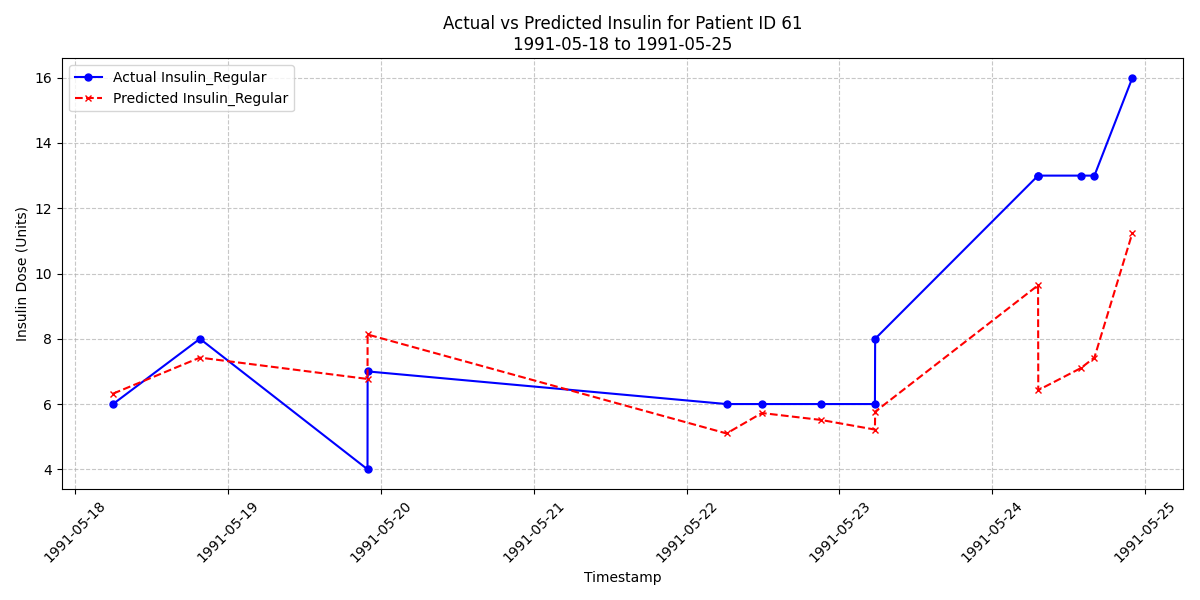 Actual vs Predicted Insulin for Patient ID 61
1991-05-18 to 1991-05-25
Actual Insulin_Regular
Predicted Insulin_Regular
Insulin Dose (Units)
16
14
12
10
8
6
4
1991-05-18
1991-05-19
1991-05-20
1991-05-21
1991-05-22
1991-05-23
1991-05-24
1991-05-25
Timestamp